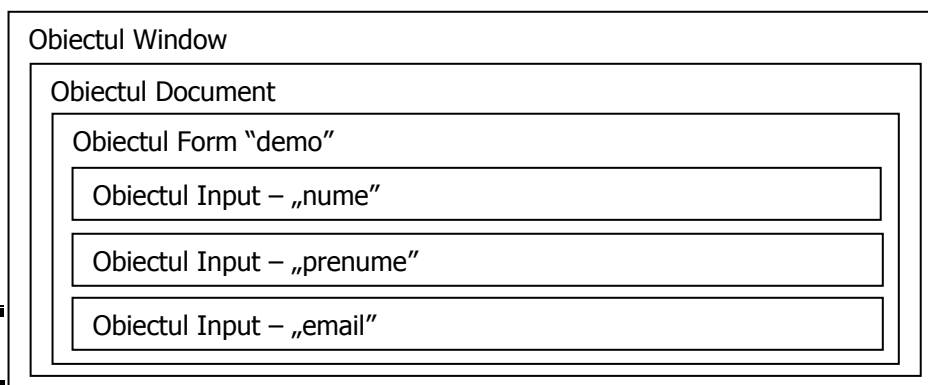 Obiectul Window
Obiectul Document
Obiectul Form “demo”
Obiectul Input – „nume”
Obiectul Input – „prenume”
Obiectul Input – „email”